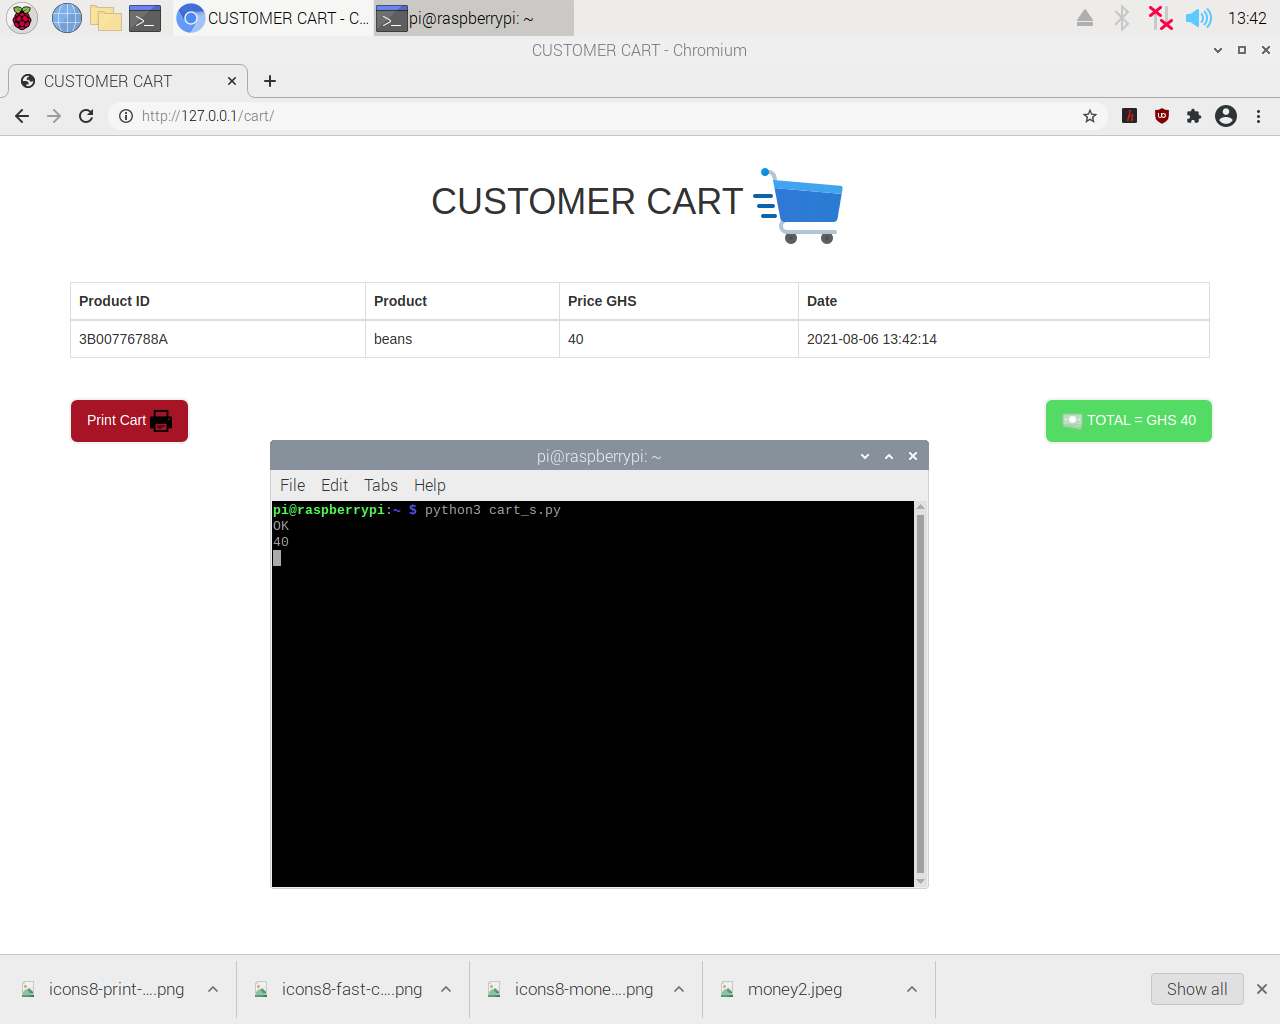 CUSTOMER CART - C...
pi@raspberrypi: ~
13:42
CUSTOMER CART - Chromium
CUSTOMER CART
http://127.0.0.1/cart/
CUSTOMER CART
Product ID Product Price GHS Date
3B00776788A beans 40 2021-08-06 13:42:14
Print Cart
TOTAL = GHS 40
pi@raspberrypi: ~
File Edit Tabs Help
pi@raspberrypi:~ $ python3 cart_s.py
OK
40
icons8-print-....png
icons8-fast-c....png
icons8-mone....png
money2.jpeg
Show all